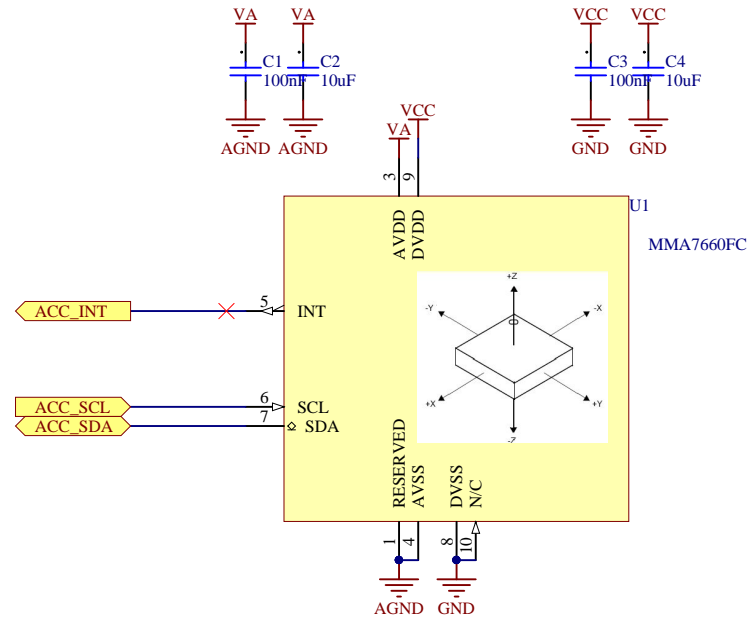 VA VA VCC VCC
C1 C2 C3 C4
100nF 10uF 100nF 10uF
AGND AGND GND GND
VCC
VA
3 9
U1
AVDD DVDD
MMA7660FC
+Z
-Y -X
ACC_INT 5 INT
+X +Y
ACC_SCL 6 SCL
ACC_SDA 7 SDA
-Z
RESERVED AVSS DVSS N/C
1 4 8 10
AGND GND